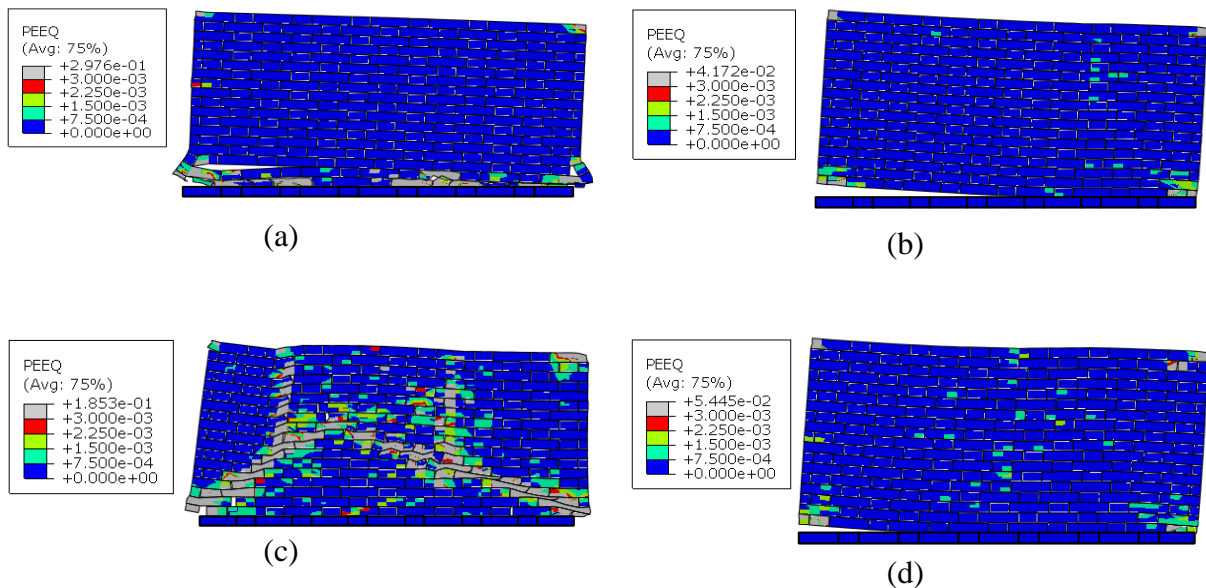 PEEQ
(Avg: 75%)
+2.976e-01
+3.000e-03
+2.250e-03
+1.500e-03
+7.500e-04
+0.000e+00
(a)
PEEQ
(Avg: 75%)
+4.172e-02
+3.000e-03
+2.250e-03
+1.500e-03
+7.500e-04
+0.000e+00
(b)
PEEQ
(Avg: 75%)
+1.853e-01
+3.000e-03
+2.250e-03
+1.500e-03
+7.500e-04
+0.000e+00
(c)
PEEQ
(Avg: 75%)
+5.445e-02
+3.000e-03
+2.250e-03
+1.500e-03
+7.500e-04
+0.000e+00
(d)